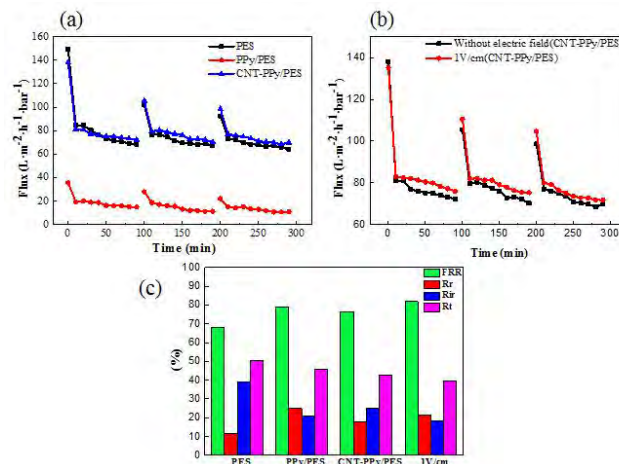 (a)
160
140
120
100
80
60
40
20
0
Flux (L·m⁻²·h⁻¹·bar⁻¹)
PES
PPy/PES
CNT-PPy/PES
0 50 100 150 200 250 300
Time (min)
(b)
160
140
120
100
80
60
Flux (L·m⁻²·h⁻¹·bar⁻¹)
Without electric field(CNT-PPy/PES)
1V/cm(CNT-PPy/PES)
0 100 200 300
Time (min)
(c)
100
90
80
70
60
50
40
30
20
10
0
(%)
FRR
Rr
Rir
Rt
PES PPy/PES CNT-PPy/PES 1V/cm